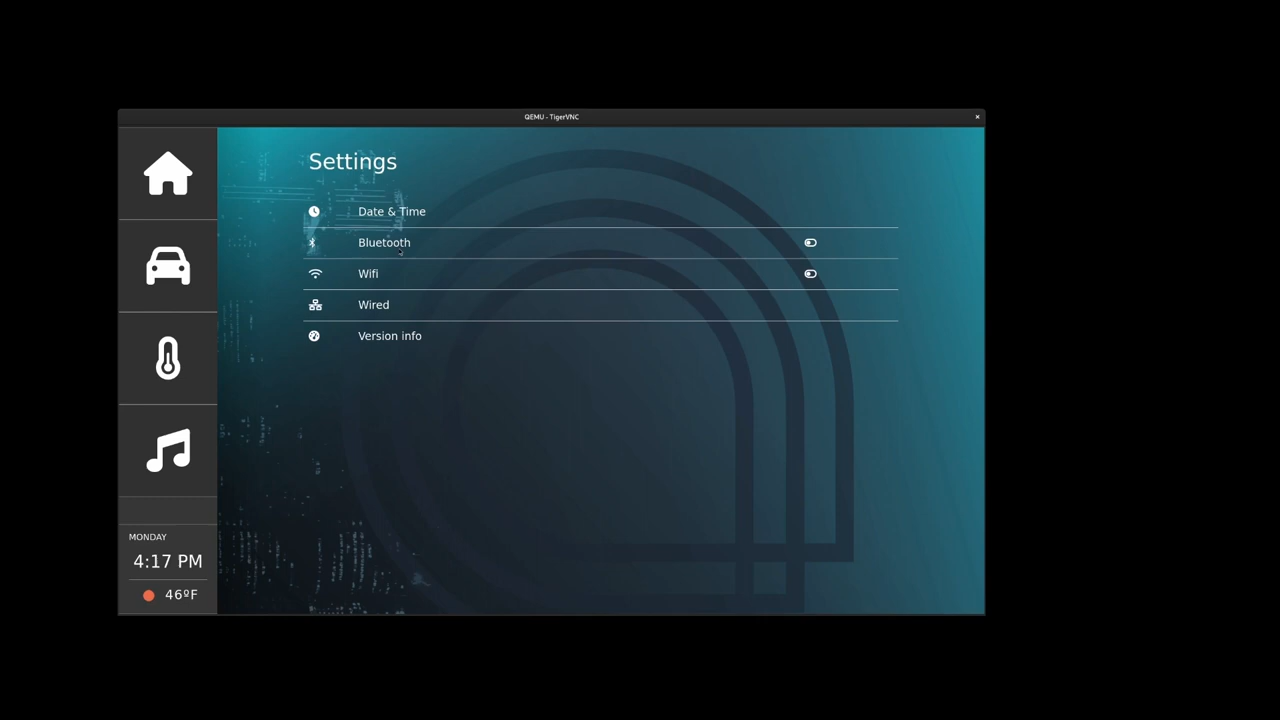 QEMU - TigerVNC
Settings
Date & Time
Bluetooth
Wifi
Wired
Version info
MONDAY
4:17 PM
46ºF